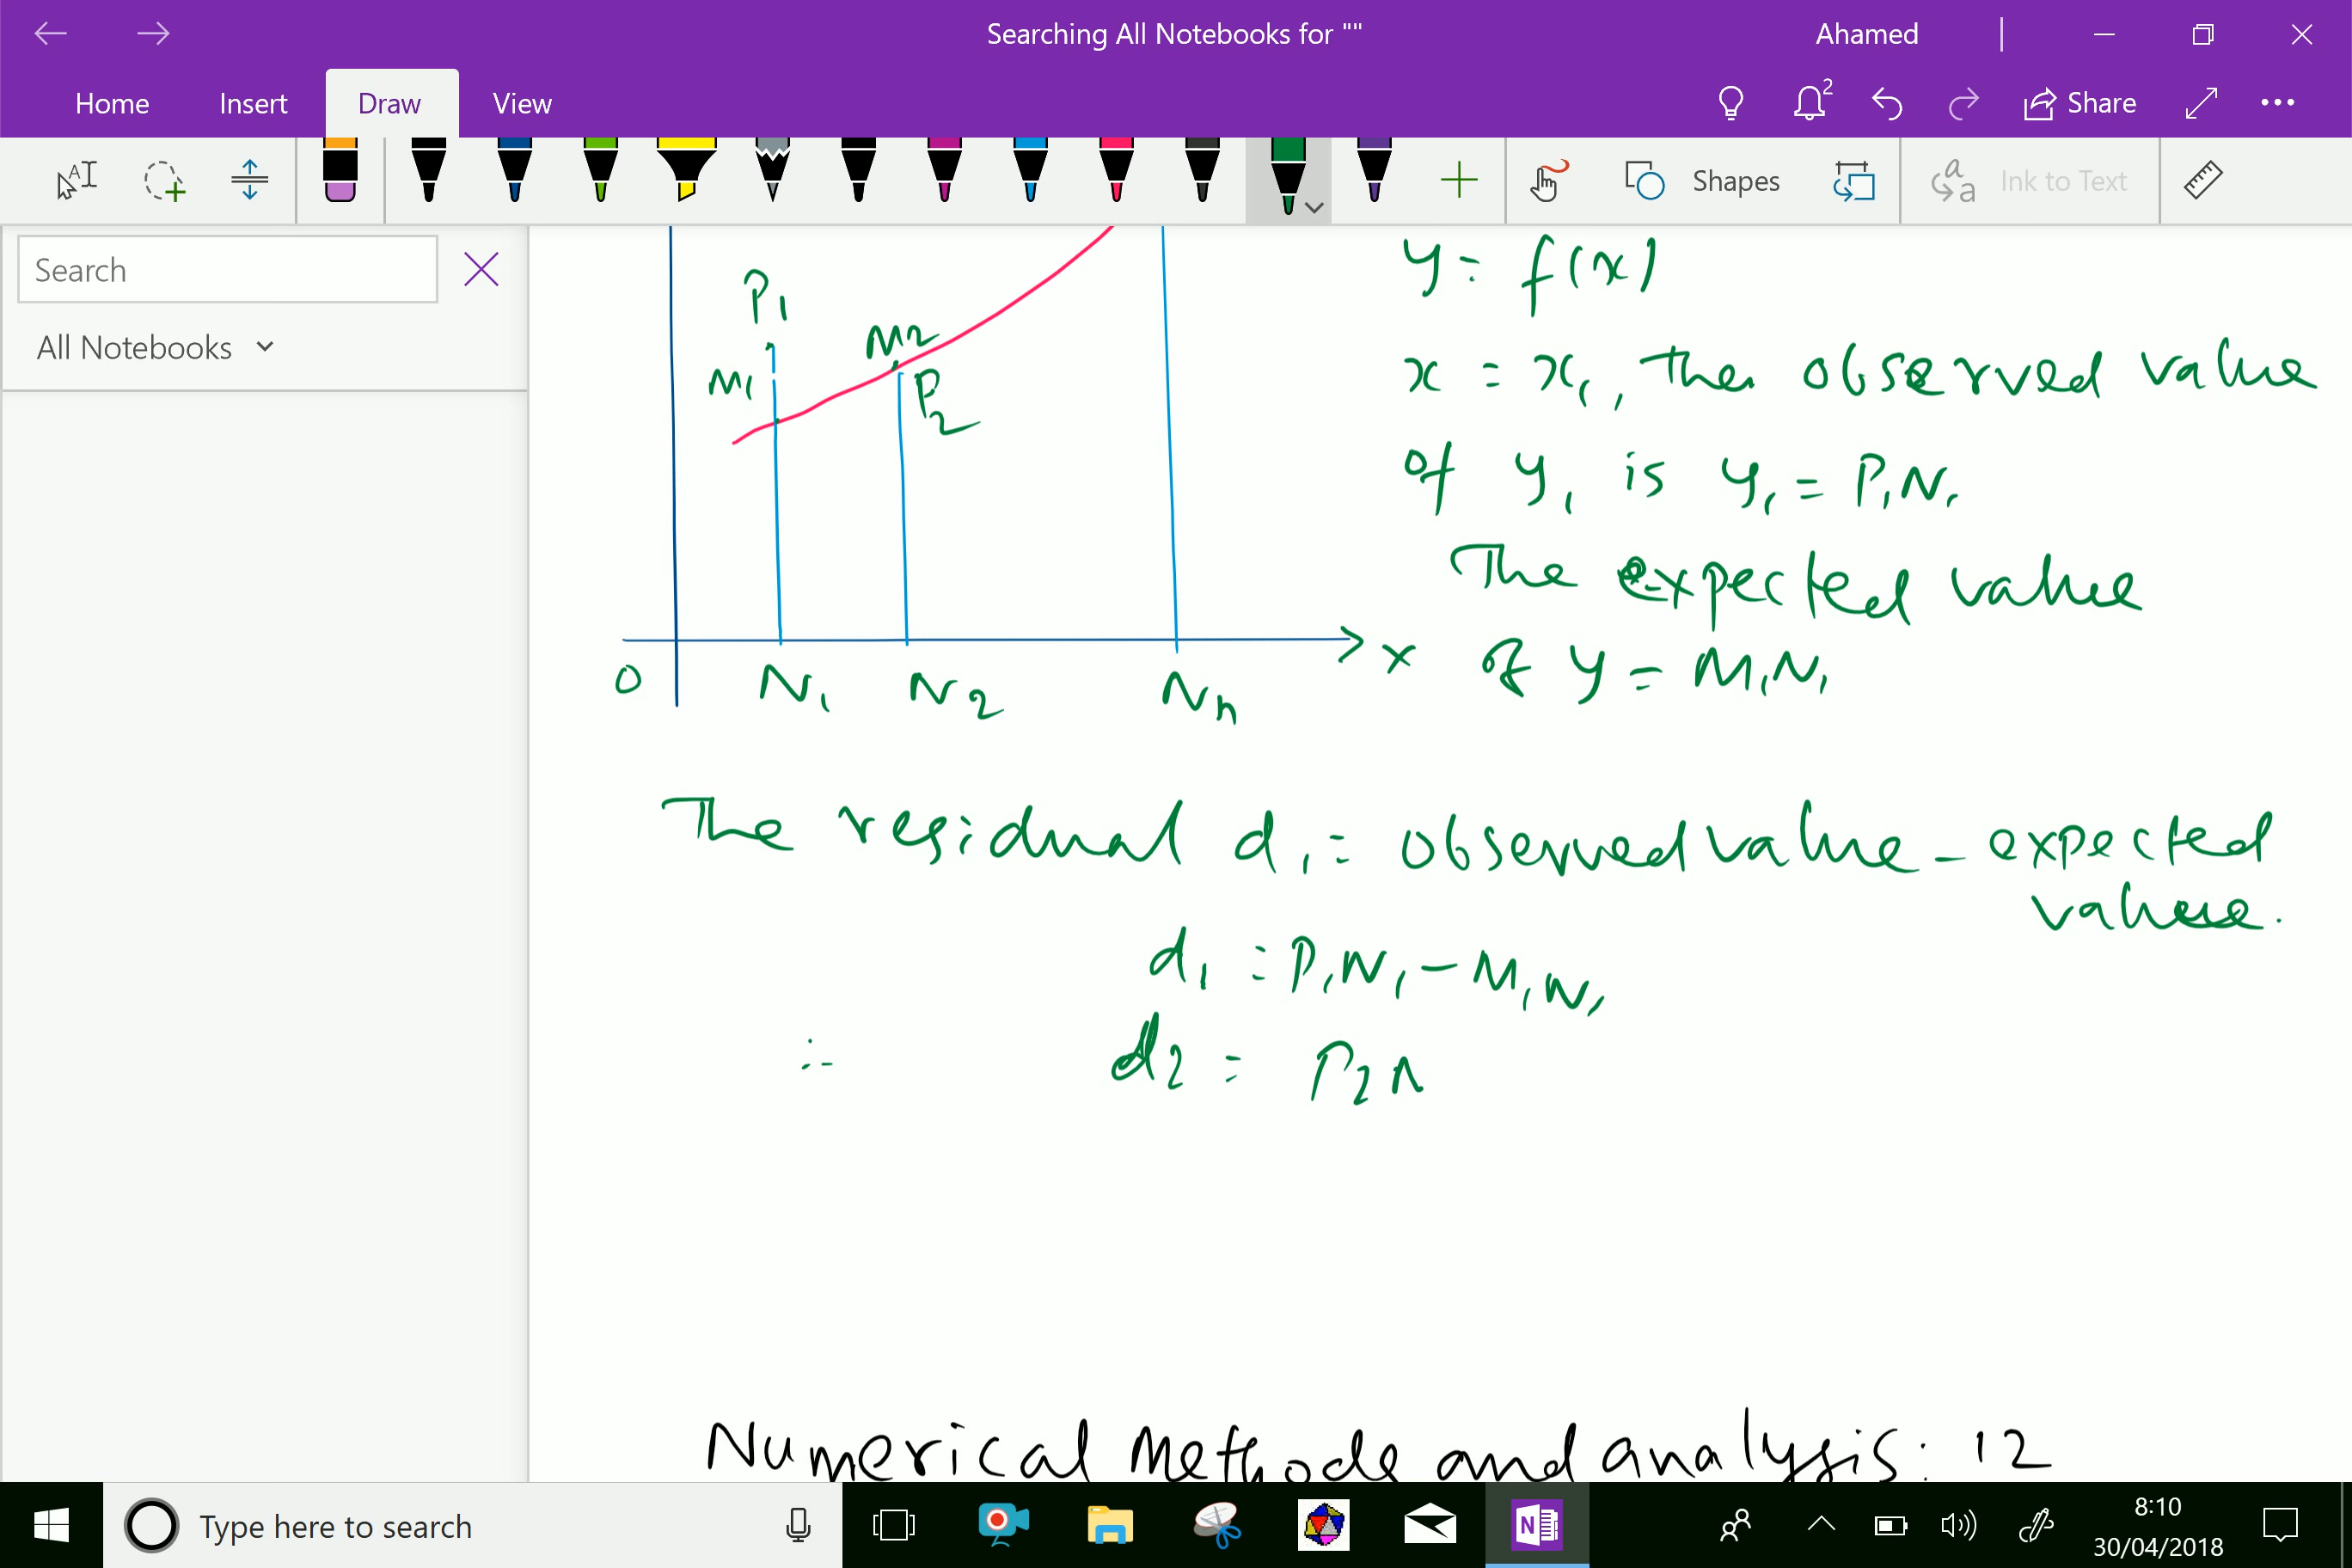 Searching All Notebooks for ""
Ahamed
Home Insert Draw View
2
Share
Shapes
Ink to Text
Search
All Notebooks
P1
M1
M2
P2
O N1 N2 Nn
x
y = f(x)
x = x1, the observed value
of y1 is y1 = P1N1
The expected value
of y = M1N1
The residual d1 = observed value - expected
value.
d1 = P1N1 - M1N1
∴ d2 = P2N
Numerical Methods and analysis: 12
Type here to search
8:10
30/04/2018